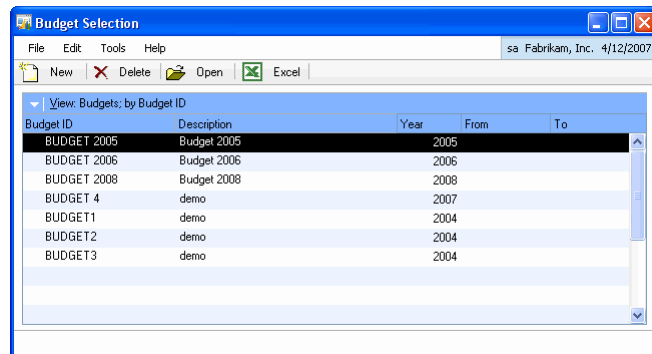 Budget Selection
File Edit Tools Help sa Fabrikam, Inc. 4/12/2007
New Delete Open Excel
View: Budgets; by Budget ID
Budget ID Description Year From To
BUDGET 2005 Budget 2005 2005
BUDGET 2006 Budget 2006 2006
BUDGET 2008 Budget 2008 2008
BUDGET 4 demo 2007
BUDGET1 demo 2004
BUDGET2 demo 2004
BUDGET3 demo 2004